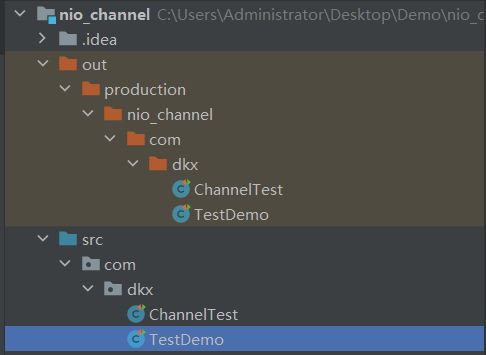 nio_channel C:\Users\Administrator\Desktop\Demo\nio_c
.idea
out
production
nio_channel
com
dkx
ChannelTest
TestDemo
src
com
dkx
ChannelTest
TestDemo